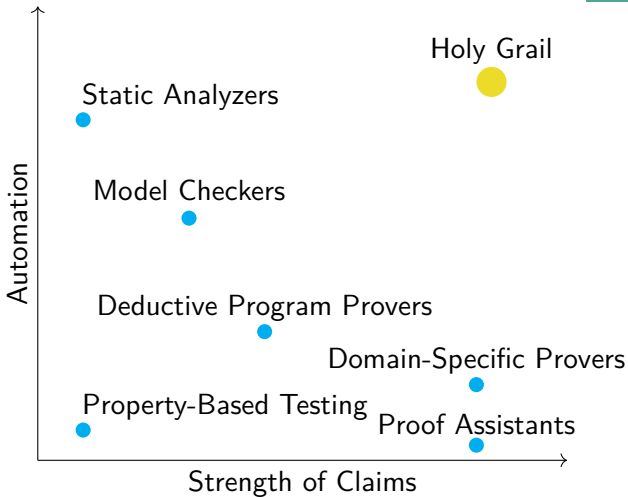 Holy Grail
Static Analyzers
Model Checkers
Automation
Deductive Program Provers
Domain-Specific Provers
Property-Based Testing
Proof Assistants
Strength of Claims